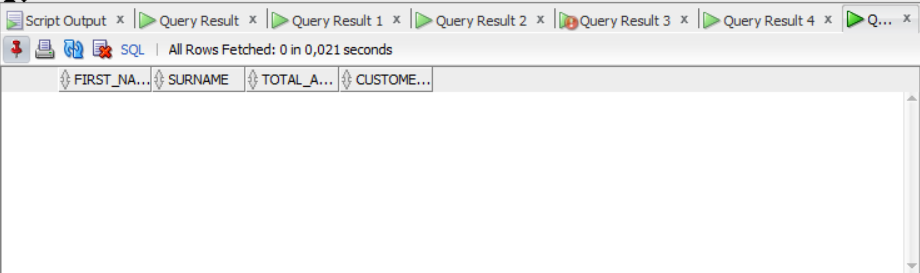 Script Output x Query Result x Query Result 1 x Query Result 2 x Query Result 3 x Query Result 4 x Q... x
SQL | All Rows Fetched: 0 in 0,021 seconds
FIRST_NA... SURNAME TOTAL_A... CUSTOME...